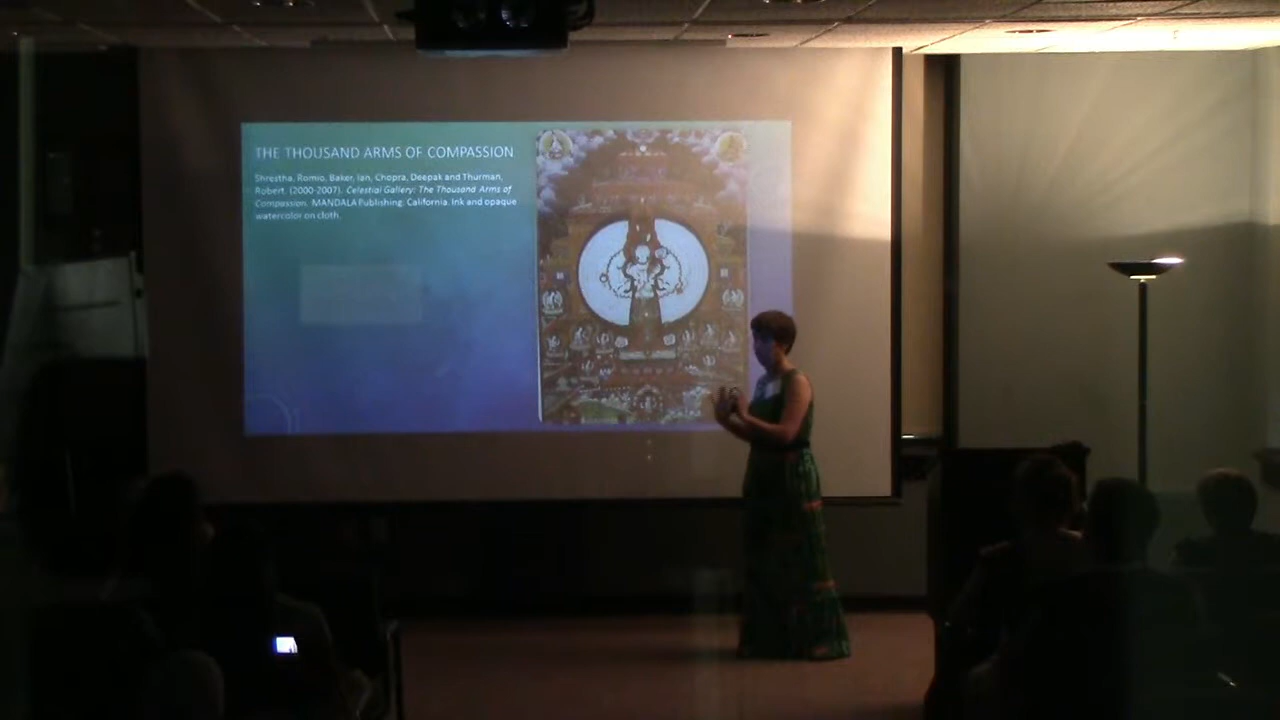 THE THOUSAND ARMS OF COMPASSION
Shrestha, Romio, Baker, Ian, Chopra, Deepak and Thurman,
Robert. (2000-2007). Celestial Gallery: The Thousand Arms of
Compassion. MANDALA Publishing: California. Ink and opaque
watercolor on cloth.